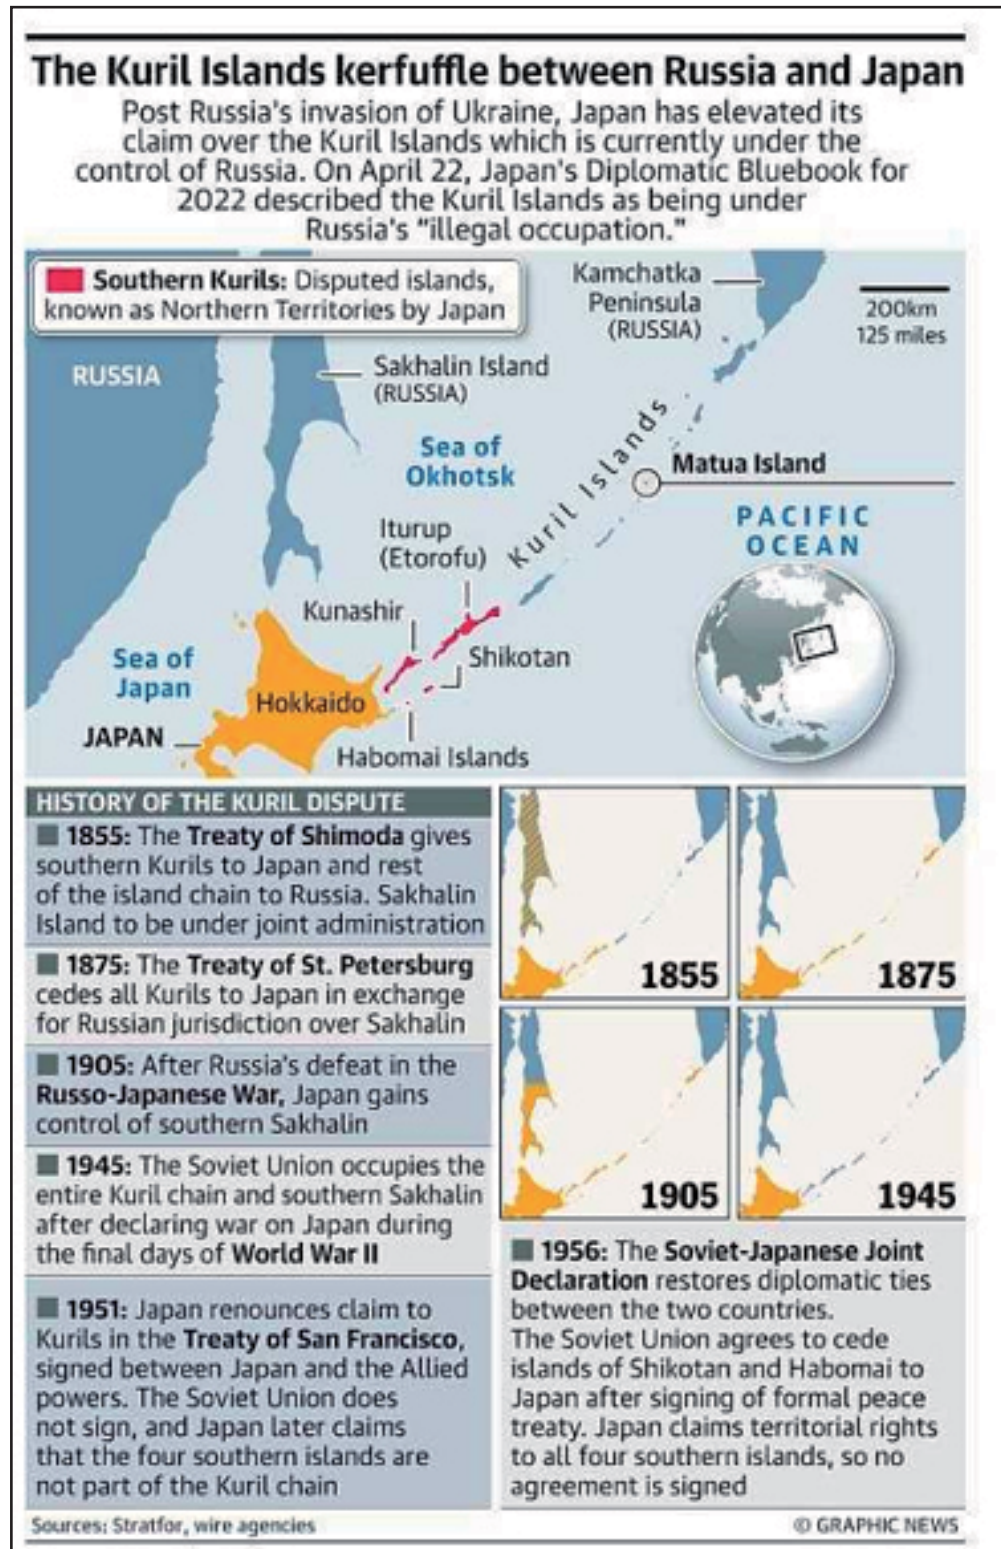 The Kuril Islands kerfuffle between Russia and Japan
Post Russia's invasion of Ukraine, Japan has elevated its
claim over the Kuril Islands which is currently under the
control of Russia. On April 22, Japan's Diplomatic Bluebook for
2022 described the Kuril Islands as being under
Russia's "illegal occupation."
Southern Kurils: Disputed islands,
known as Northern Territories by Japan
Kamchatka
Peninsula
(RUSSIA)
200km
125 miles
RUSSIA
Sakhalin Island
(RUSSIA)
Sea of
Okhotsk
Kuril Islands
Matua Island
PACIFIC
OCEAN
Iturup
(Etorofu)
Kunashir
Shikotan
Sea of
Japan
Hokkaido
JAPAN
Habomai Islands
HISTORY OF THE KURIL DISPUTE
1855: The Treaty of Shimoda gives
southern Kurils to Japan and rest
of the island chain to Russia. Sakhalin
Island to be under joint administration
1875: The Treaty of St. Petersburg
cedes all Kurils to Japan in exchange
for Russian jurisdiction over Sakhalin
1905: After Russia's defeat in the
Russo-Japanese War, Japan gains
control of southern Sakhalin
1945: The Soviet Union occupies the
entire Kuril chain and southern Sakhalin
after declaring war on Japan during
the final days of World War II
1951: Japan renounces claim to
Kurils in the Treaty of San Francisco,
signed between Japan and the Allied
powers. The Soviet Union does
not sign, and Japan later claims
that the four southern islands are
not part of the Kuril chain
1855
1875
1905
1945
1956: The Soviet-Japanese Joint
Declaration restores diplomatic ties
between the two countries.
The Soviet Union agrees to cede
islands of Shikotan and Habomai to
Japan after signing of formal peace
treaty. Japan claims territorial rights
to all four southern islands, so no
agreement is signed
Sources: Stratfor, wire agencies
© GRAPHIC NEWS